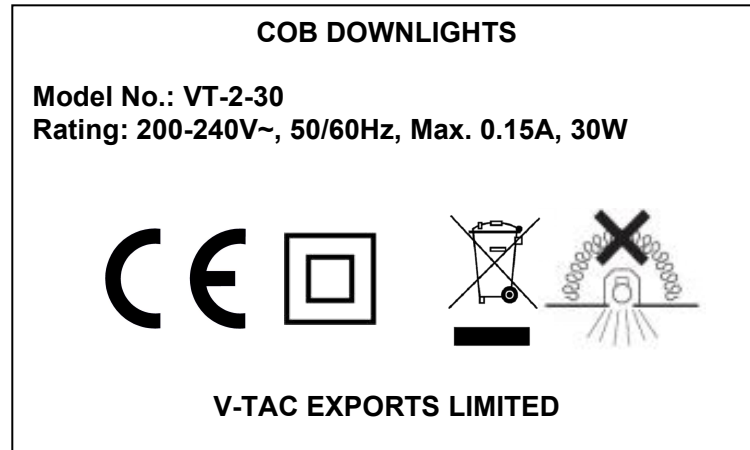 COB DOWNLIGHTS
Model No.: VT-2-30
Rating: 200-240V~, 50/60Hz, Max. 0.15A, 30W
CE
V-TAC EXPORTS LIMITED